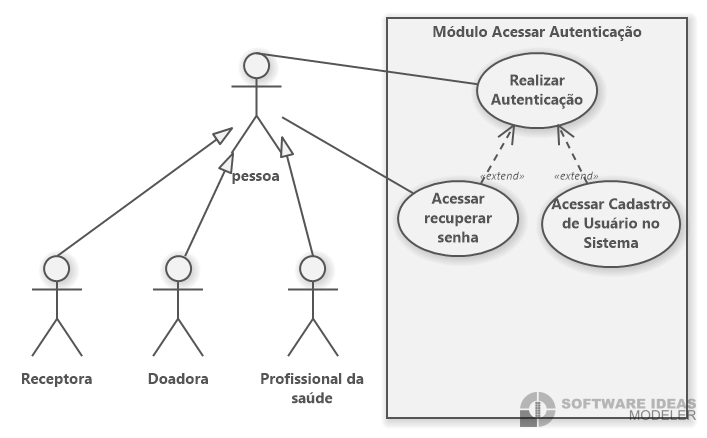 Módulo Acessar Autenticação
Realizar
Autenticação
pessoa
«extend»
«extend»
Acessar
recuperar
senha
Acessar Cadastro
de Usuário no
Sistema
Receptora
Doadora
Profissional da
saúde
SOFTWARE IDEAS
MODELER